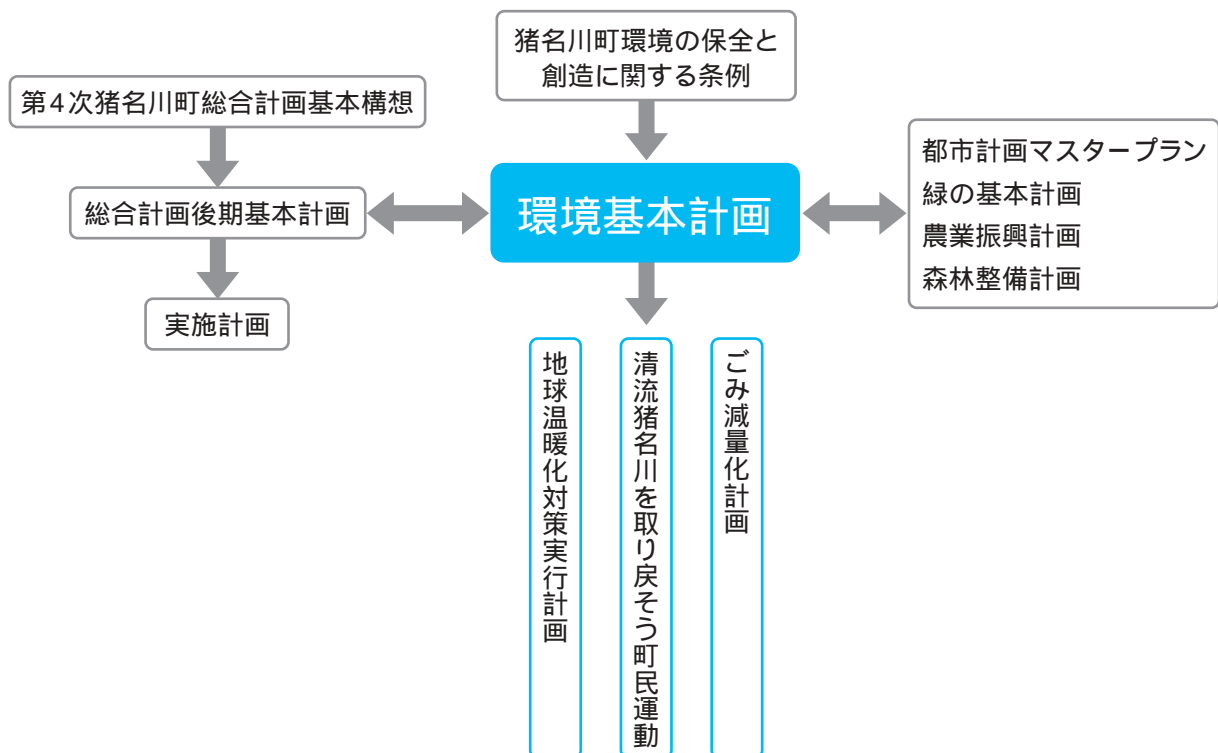 猪名川町環境の保全と
創造に関する条例
第4次猪名川町総合計画基本構想
総合計画後期基本計画
実施計画
環境基本計画
都市計画マスタープラン
緑の基本計画
農業振興計画
森林整備計画
地球温暖化対策実行計画
清流猪名川を取り戻そう町民運動
ごみ減量化計画